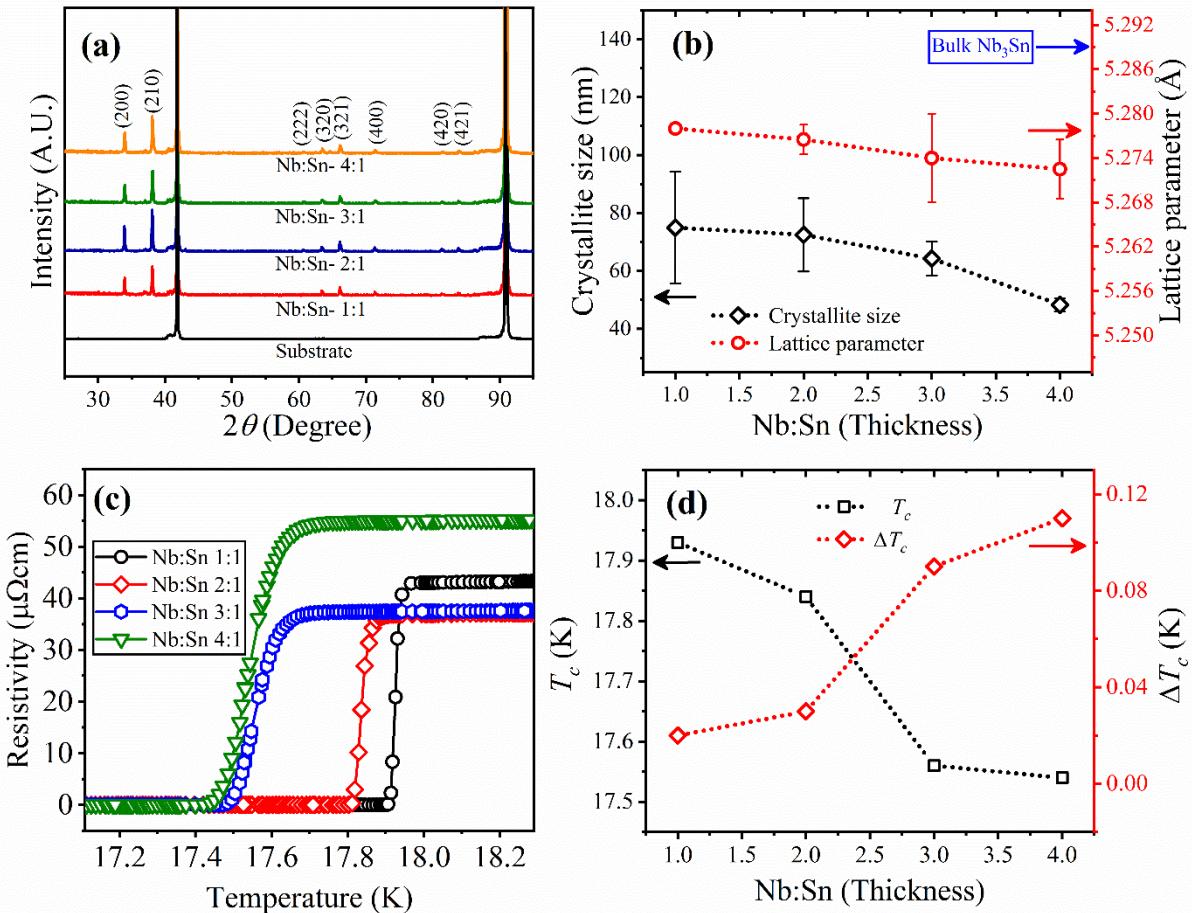 (a)
Intensity (A.U.)
(200)
(210)
(222)
(320)
(321)
(400)
(420)
(421)
Nb:Sn- 4:1
Nb:Sn- 3:1
Nb:Sn- 2:1
Nb:Sn- 1:1
Substrate
30 40 50 60 70 80 90
2θ (Degree)
(b)
Crystallite size (nm)
140
120
100
80
60
40
Bulk Nb₃Sn
Crystallite size
Lattice parameter
5.292
5.286
5.280
5.274
5.268
5.262
5.256
5.250
Lattice parameter (Å)
1.0 1.5 2.0 2.5 3.0 3.5 4.0
Nb:Sn (Thickness)
(c)
Resistivity (μΩcm)
60
50
40
30
20
10
0
Nb:Sn 1:1
Nb:Sn 2:1
Nb:Sn 3:1
Nb:Sn 4:1
17.2 17.4 17.6 17.8 18.0 18.2
Temperature (K)
(d)
T_c (K)
18.0
17.9
17.8
17.7
17.6
17.5
T_c
ΔT_c
0.12
0.08
0.04
0.00
ΔT_c (K)
1.0 1.5 2.0 2.5 3.0 3.5 4.0
Nb:Sn (Thickness)